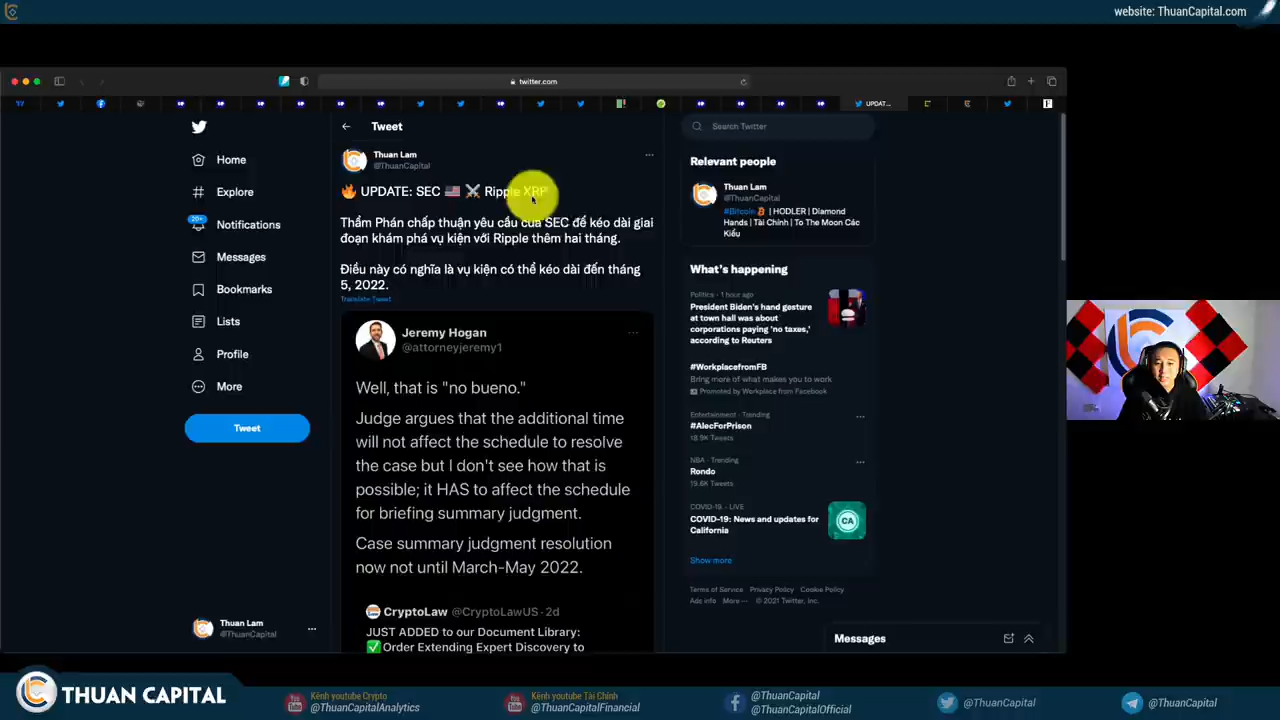 website: ThuanCapital.com
twitter.com
UPDAT...
Home
Explore
20+
Notifications
Messages
Bookmarks
Lists
Profile
More
Tweet
Thuan Lam
@ThuanCapital
Tweet
Thuan Lam
@ThuanCapital
🔥 UPDATE: SEC 🇺🇸 ⚔️ Ripple XRP
Thẩm Phán chấp thuận yêu cầu của SEC để kéo dài giai
đoạn khám phá vụ kiện với Ripple thêm hai tháng.
Điều này có nghĩa là vụ kiện có thể kéo dài đến tháng
5, 2022.
Translate Tweet
Jeremy Hogan
@attorneyjeremy1
Well, that is "no bueno."
Judge argues that the additional time
will not affect the schedule to resolve
the case but I don't see how that is
possible; it HAS to affect the schedule
for briefing summary judgment.
Case summary judgment resolution
now not until March-May 2022.
CryptoLaw @CryptoLawUS · 2d
JUST ADDED to our Document Library:
✅Order Extending Expert Discovery to
Search Twitter
Relevant people
Thuan Lam
@ThuanCapital
#Bitcoin | HODLER | Diamond
Hands | Tài Chính | To The Moon Các
Kiểu
What's happening
Politics · 1 hour ago
President Biden's hand gesture
at town hall was about
corporations paying 'no taxes,'
according to Reuters
#WorkplacefromFB
Bring more of what makes you to work
Promoted by Workplace from Facebook
Entertainment · Trending
#AlecForPrison
18.9K Tweets
NBA · Trending
Rondo
19.6K Tweets
COVID-19 · LIVE
COVID-19: News and updates for
California
CA
Show more
Terms of Service Privacy Policy Cookie Policy
Ads info More ··· © 2021 Twitter, Inc.
Messages
THUAN CAPITAL
Kênh youtube Crypto
@ThuanCapitalAnalytics
Kênh youtube Tài Chính
@ThuanCapitalFinancial
@ThuanCapital
@ThuanCapitalOfficial
@ThuanCapital
@ThuanCapital